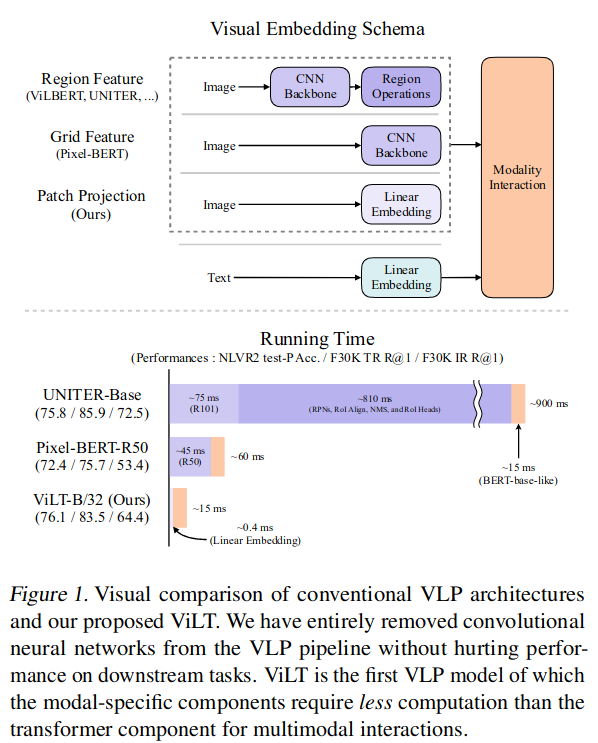 Visual Embedding Schema
Region Feature
(ViLBERT, UNITER, ...)
Image
CNN
Backbone
Region
Operations
Grid Feature
(Pixel-BERT)
Image
CNN
Backbone
Patch Projection
(Ours)
Image
Linear
Embedding
Modality
Interaction
Text
Linear
Embedding
Running Time
(Performances : NLVR2 test-P Acc. / F30K TR R@1 / F30K IR R@1)
UNITER-Base
(75.8 / 85.9 / 72.5)
~75 ms
(R101)
~810 ms
(RPNs, RoI Align, NMS, and RoI Heads)
~900 ms
~15 ms
(BERT-base-like)
Pixel-BERT-R50
(72.4 / 75.7 / 53.4)
~45 ms
(R50)
~60 ms
ViLT-B/32 (Ours)
(76.1 / 83.5 / 64.4)
~15 ms
~0.4 ms
(Linear Embedding)
Figure 1. Visual comparison of conventional VLP architectures
and our proposed ViLT. We have entirely removed convolutional
neural networks from the VLP pipeline without hurting perfor-
mance on downstream tasks. ViLT is the first VLP model of which
the modal-specific components require less computation than the
transformer component for multimodal interactions.